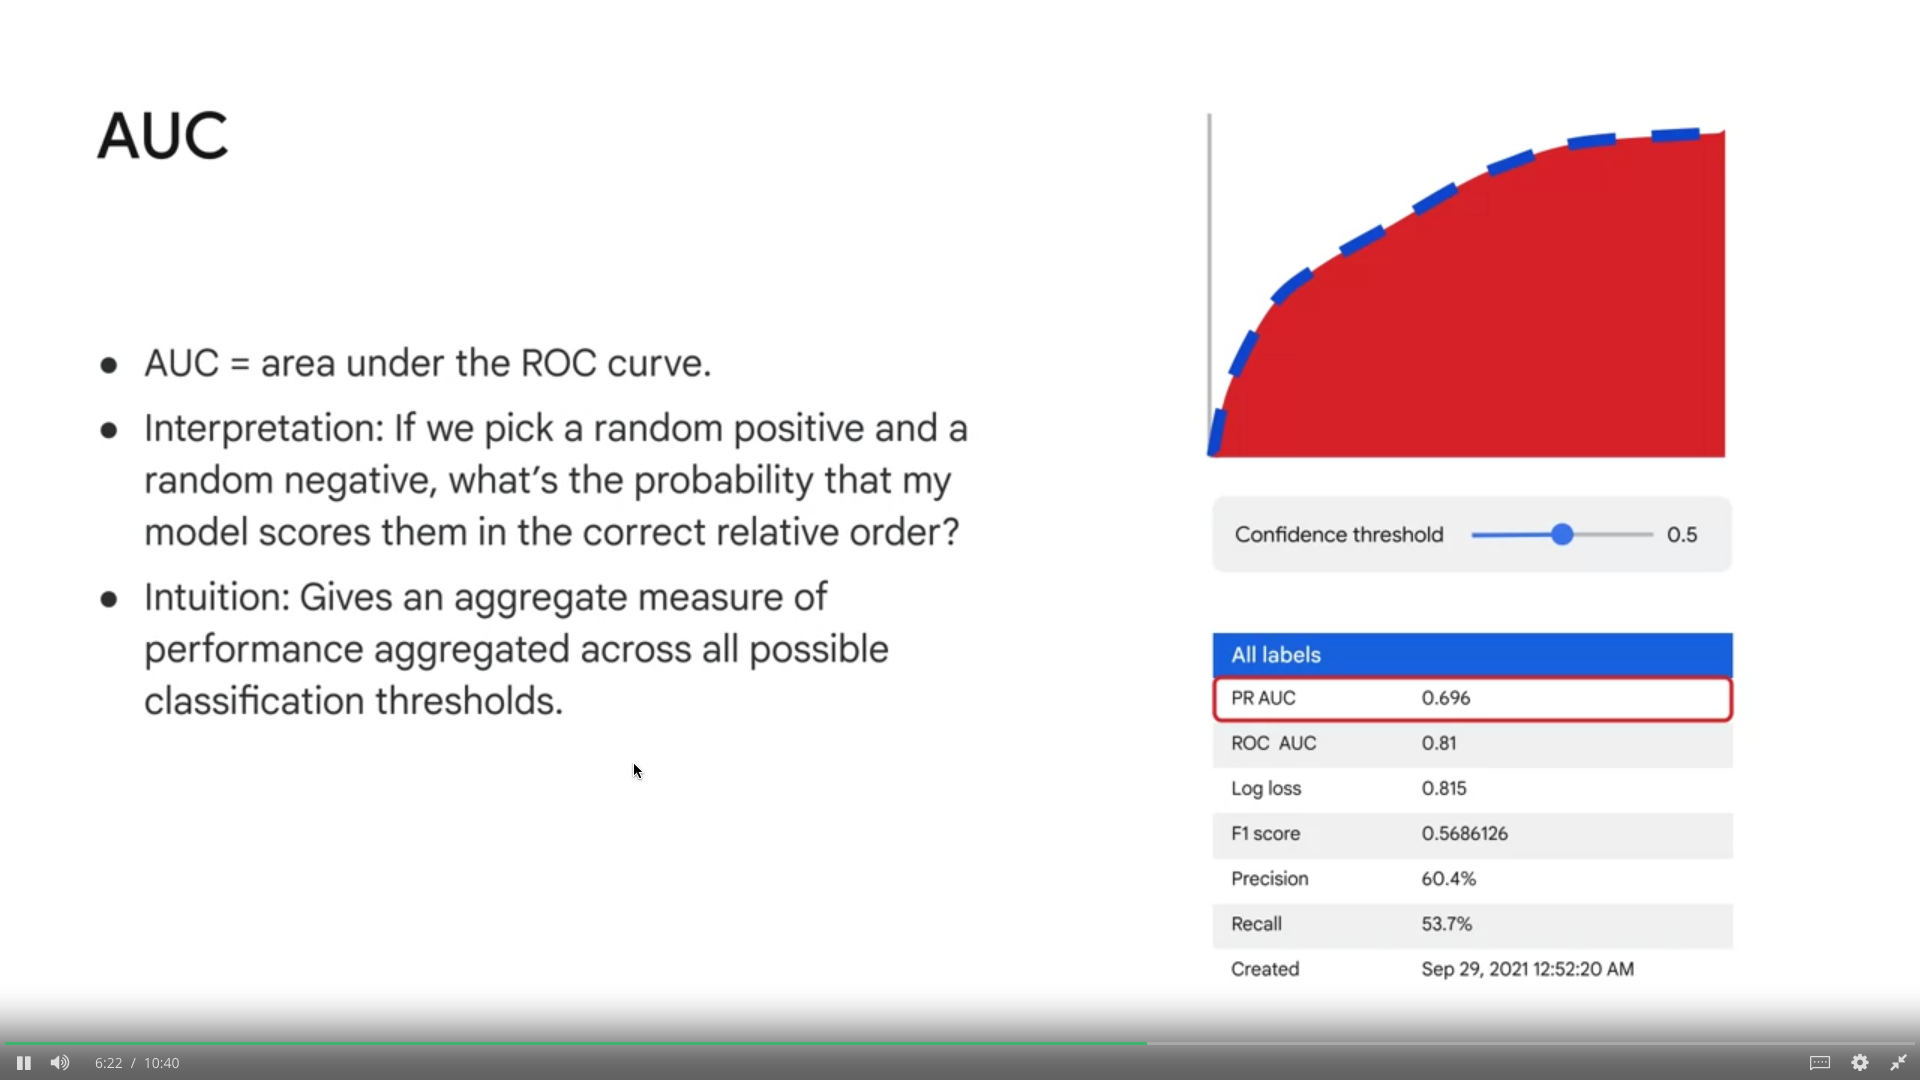 AUC
● AUC = area under the ROC curve.
● Interpretation: If we pick a random positive and a
random negative, what’s the probability that my
model scores them in the correct relative order?
● Intuition: Gives an aggregate measure of
performance aggregated across all possible
classification thresholds.
Confidence threshold 0.5
All labels
PR AUC 0.696
ROC AUC 0.81
Log loss 0.815
F1 score 0.5686126
Precision 60.4%
Recall 53.7%
Created Sep 29, 2021 12:52:20 AM
6:22 / 10:40